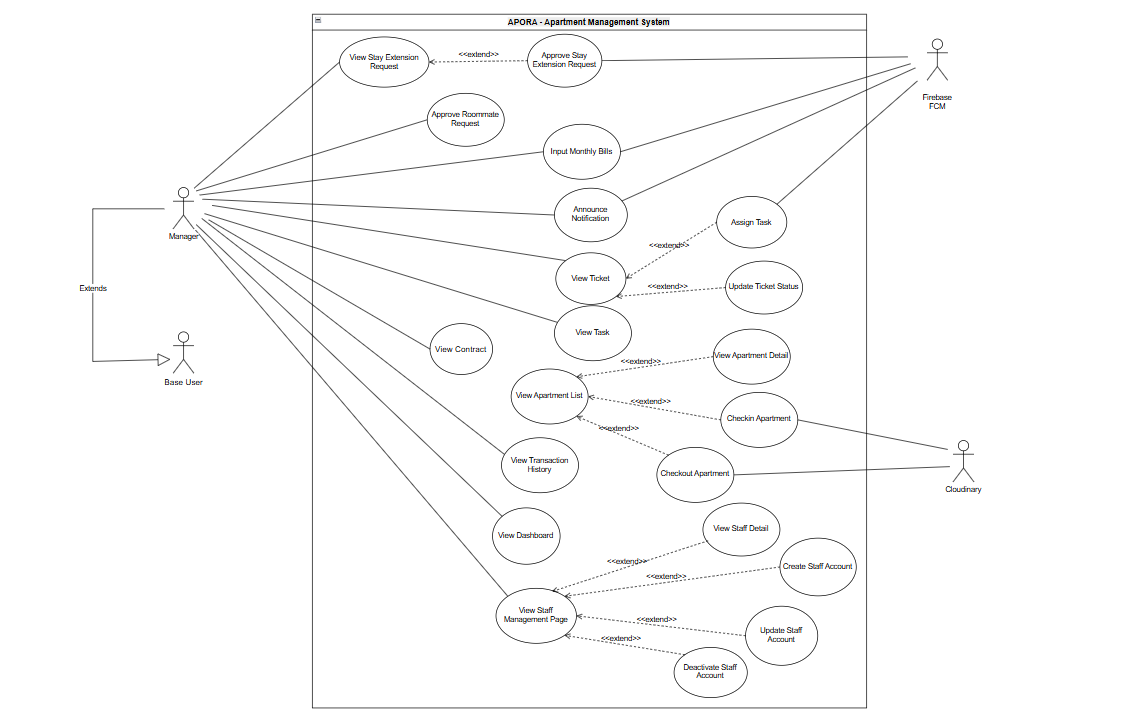 APORA - Apartment Management System
View Stay Extension
Request
<<extend>>
Approve Stay
Extension Request
Firebase
FCM
Approve Roommate
Request
Input Monthly Bills
Announce
Notification
Assign Task
Manager
<<extend>>
View Ticket
<<extend>>
Update Ticket Status
Extends
View Task
View Contract
<<extend>>
View Apartment Detail
Base User
View Apartment List
<<extend>>
Checkin Apartment
<<extend>>
View Transaction
History
Checkout Apartment
Cloudinary
View Dashboard
View Staff Detail
<<extend>>
Create Staff Account
<<extend>>
View Staff
Management Page
<<extend>>
Update Staff
Account
<<extend>>
Deactivate Staff
Account